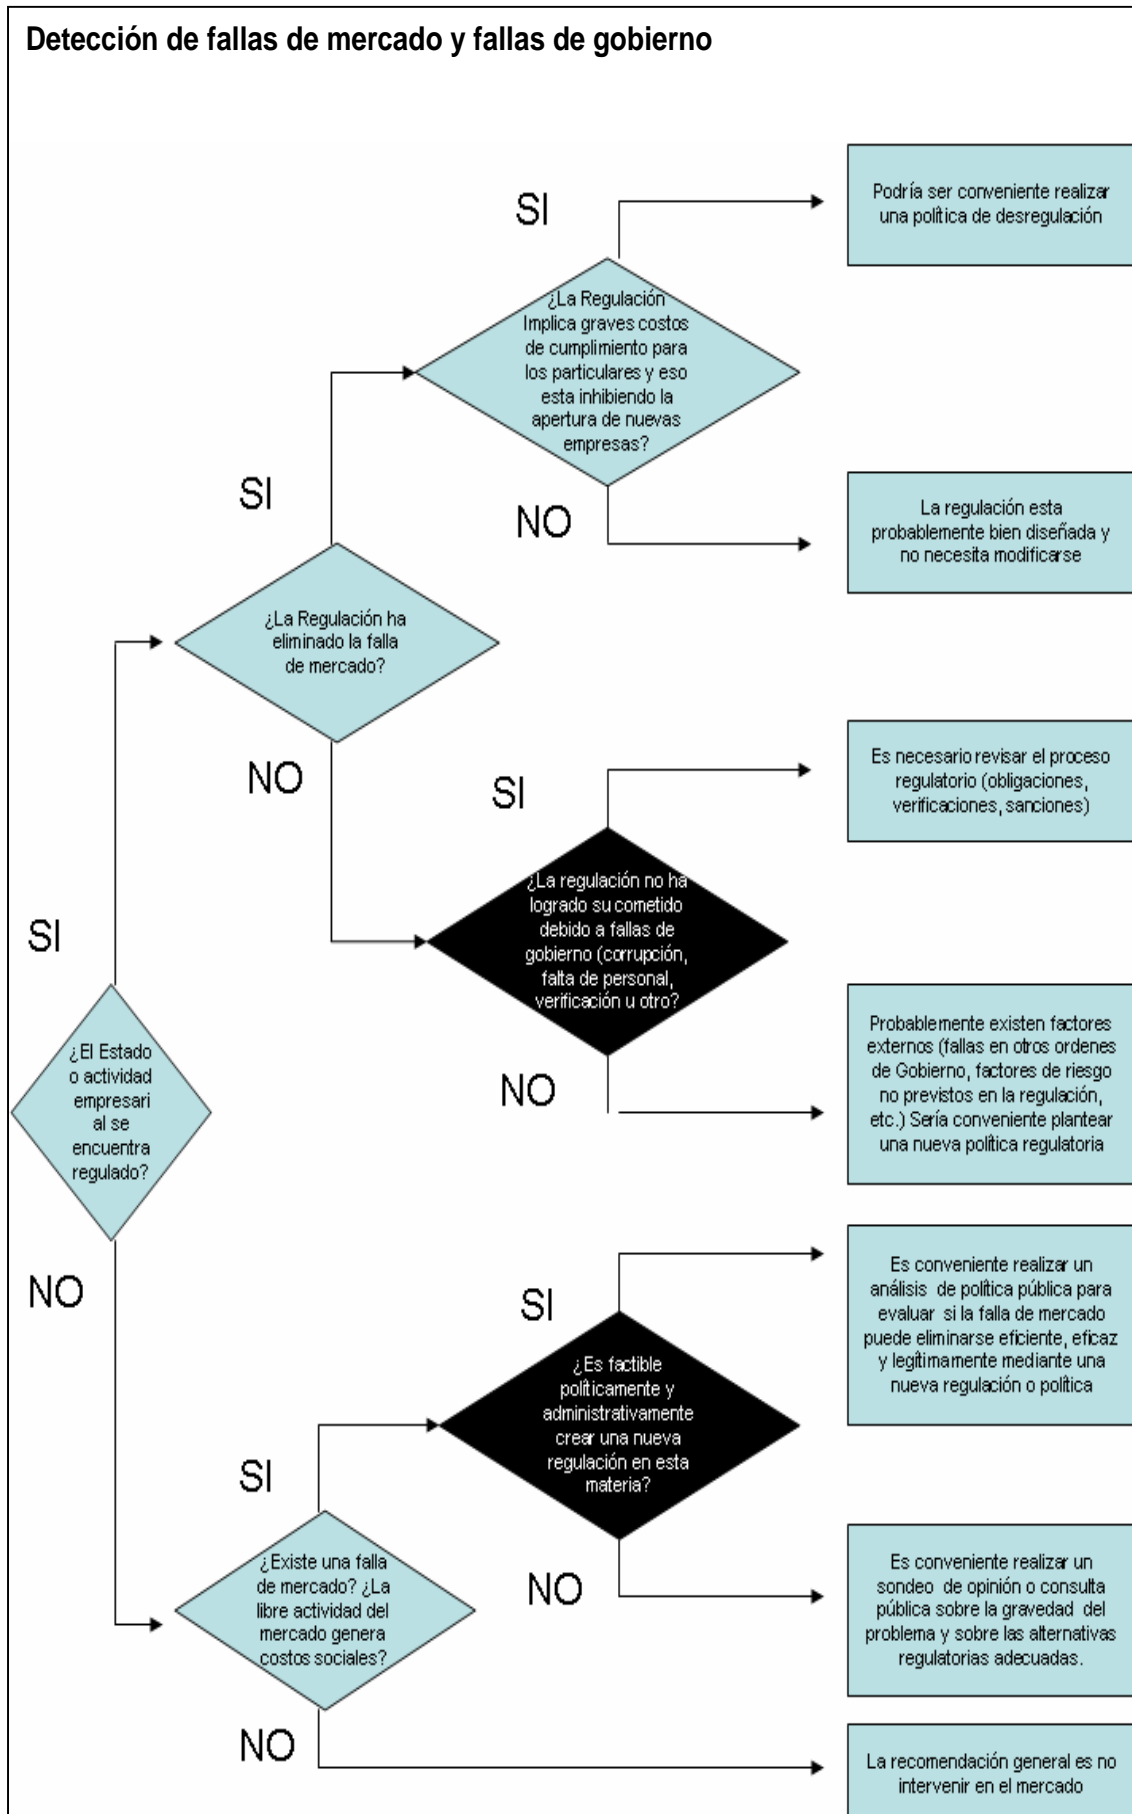 Detección de fallas de mercado y fallas de gobierno
SI
Podría ser conveniente realizar
una política de desregulación
¿La Regulación
Implica graves costos
de cumplimiento para
los particulares y eso
esta inhibiendo la
apertura de nuevas
empresas?
SI
NO
La regulación esta
probablemente bien diseñada y
no necesita modificarse
¿La Regulación ha
eliminado la falla
de mercado?
NO
SI
Es necesario revisar el proceso
regulatorio (obligaciones,
verificaciones, sanciones)
¿La regulación no ha
logrado su cometido
debido a fallas de
gobierno (corrupción,
falta de personal,
verificación u otro?
SI
NO
Probablemente existen factores
externos (fallas en otros ordenes
de Gobierno, factores de riesgo
no previstos en la regulación,
etc.) Sería conveniente plantear
una nueva política regulatoria
¿El Estado
o actividad
empresari
al se
encuentra
regulado?
NO
SI
Es conveniente realizar un
análisis de política pública para
evaluar si la falla de mercado
puede eliminarse eficiente, eficaz
y legítimamente mediante una
nueva regulación o política
¿Es factible
políticamente y
administrativamente
crear una nueva
regulación en esta
materia?
SI
NO
Es conveniente realizar un
sondeo de opinión o consulta
pública sobre la gravedad del
problema y sobre las alternativas
regulatorias adecuadas.
¿Existe una falla
de mercado? ¿La
libre actividad del
mercado genera
costos sociales?
NO
La recomendación general es no
intervenir en el mercado